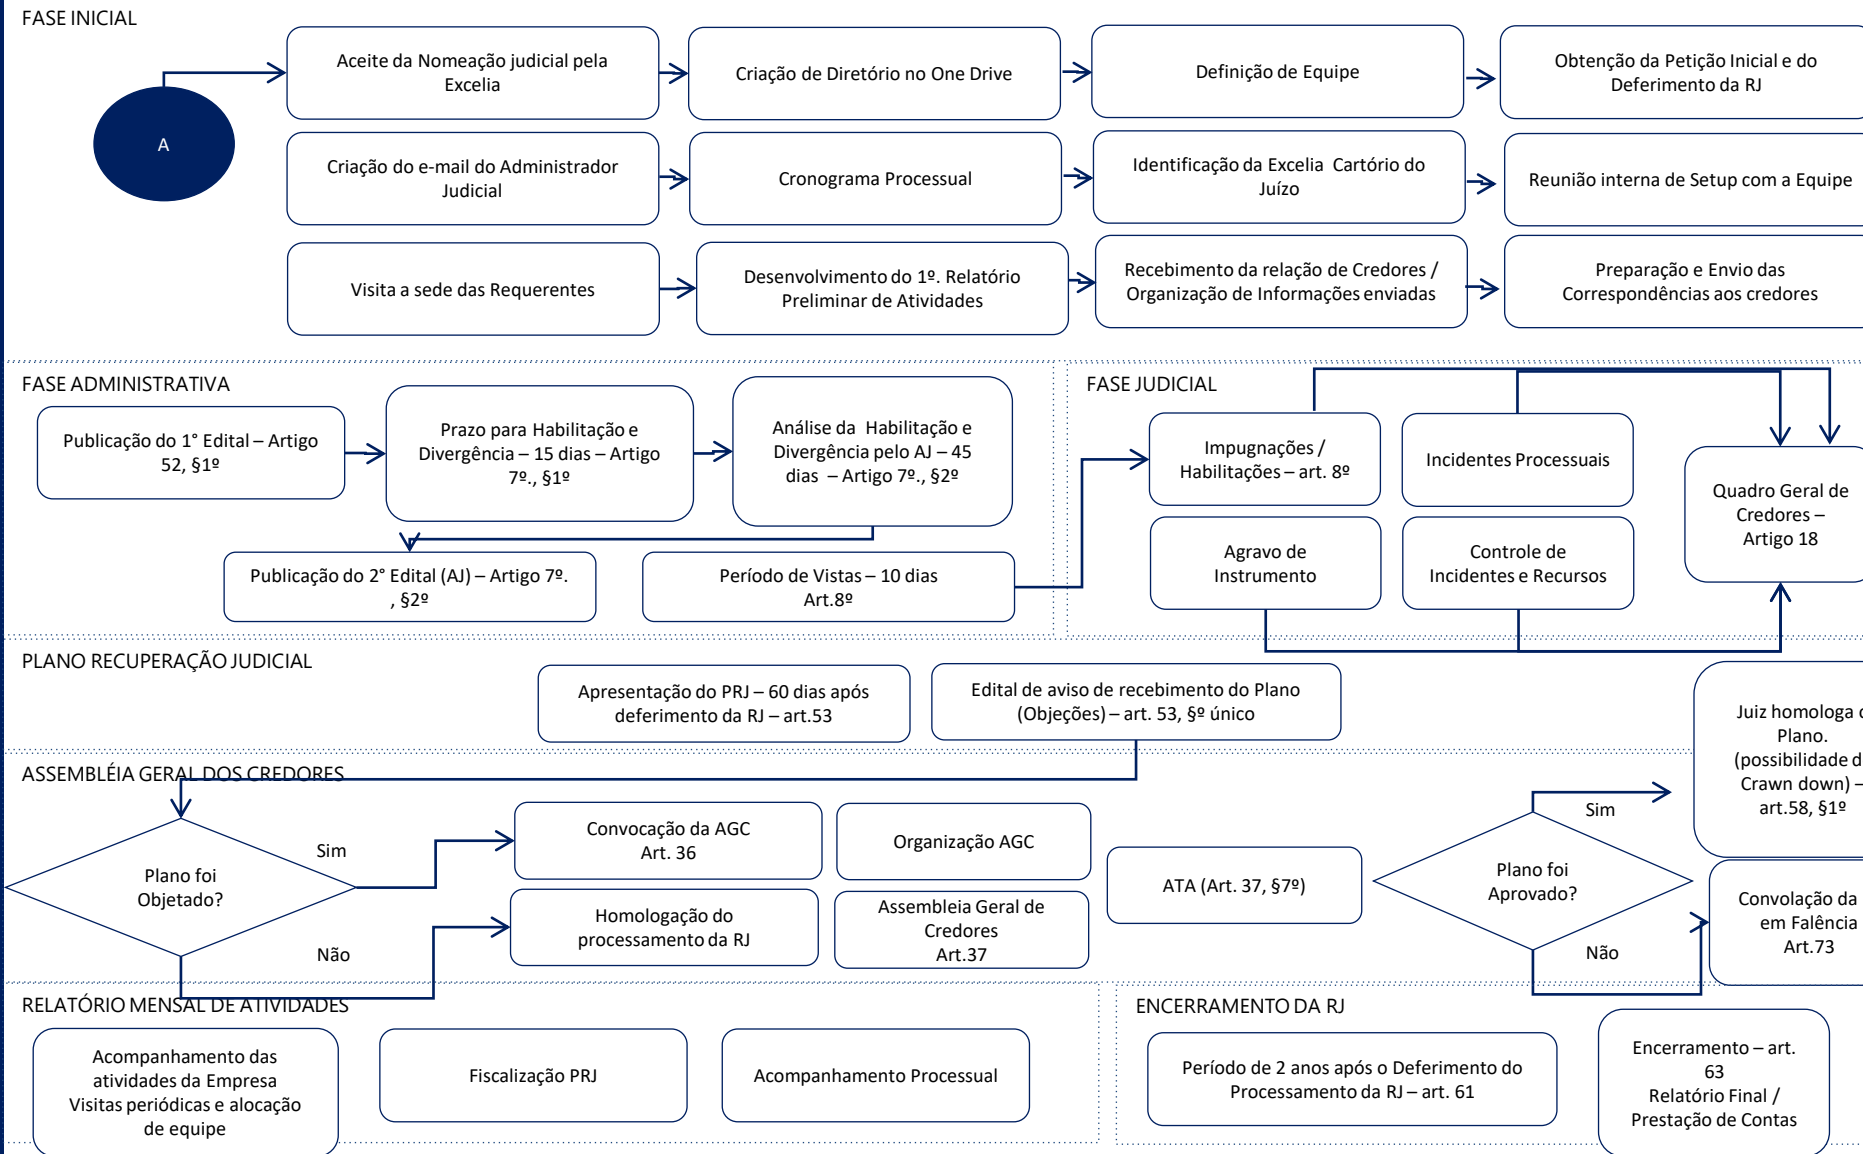 FASE INICIAL
A
Aceite da Nomeação judicial pela
Excelia
Criação de Diretório no One Drive
Definição de Equipe
Obtenção da Petição Inicial e do
Deferimento da RJ
Criação do e-mail do Administrador
Judicial
Cronograma Processual
Identificação da Excelia Cartório do
Juízo
Reunião interna de Setup com a Equipe
Visita a sede das Requerentes
Desenvolvimento do 1º. Relatório
Preliminar de Atividades
Recebimento da relação de Credores /
Organização de Informações enviadas
Preparação e Envio das
Correspondências aos credores
FASE ADMINISTRATIVA
Publicação do 1° Edital – Artigo
52, §1º
Prazo para Habilitação e
Divergência – 15 dias – Artigo
7º., §1º
Análise da Habilitação e
Divergência pelo AJ – 45
dias – Artigo 7º., §2º
Publicação do 2° Edital (AJ) – Artigo 7º.
, §2º
Período de Vistas – 10 dias
Art.8º
FASE JUDICIAL
Impugnações /
Habilitações – art. 8º
Incidentes Processuais
Agravo de
Instrumento
Controle de
Incidentes e Recursos
Quadro Geral de
Credores –
Artigo 18
PLANO RECUPERAÇÃO JUDICIAL
Apresentação do PRJ – 60 dias após
deferimento da RJ – art.53
Edital de aviso de recebimento do Plano
(Objeções) – art. 53, §º único
Juiz homologa
Plano.
(possibilidade
Crawn down) –
art.58, §1º
ASSEMBLÉIA GERAL DOS CREDORES
Plano foi
Objetado?
Sim
Não
Convocação da AGC
Art. 36
Organização AGC
Homologação do
processamento da RJ
Assembleia Geral de
Credores
Art.37
ATA (Art. 37, §7º)
Plano foi
Aprovado?
Sim
Não
Convolação da
em Falência
Art.73
RELATÓRIO MENSAL DE ATIVIDADES
Acompanhamento das
atividades da Empresa
Visitas periódicas e alocação
de equipe
Fiscalização PRJ
Acompanhamento Processual
ENCERRAMENTO DA RJ
Período de 2 anos após o Deferimento do
Processamento da RJ – art. 61
Encerramento – art.
63
Relatório Final /
Prestação de Contas